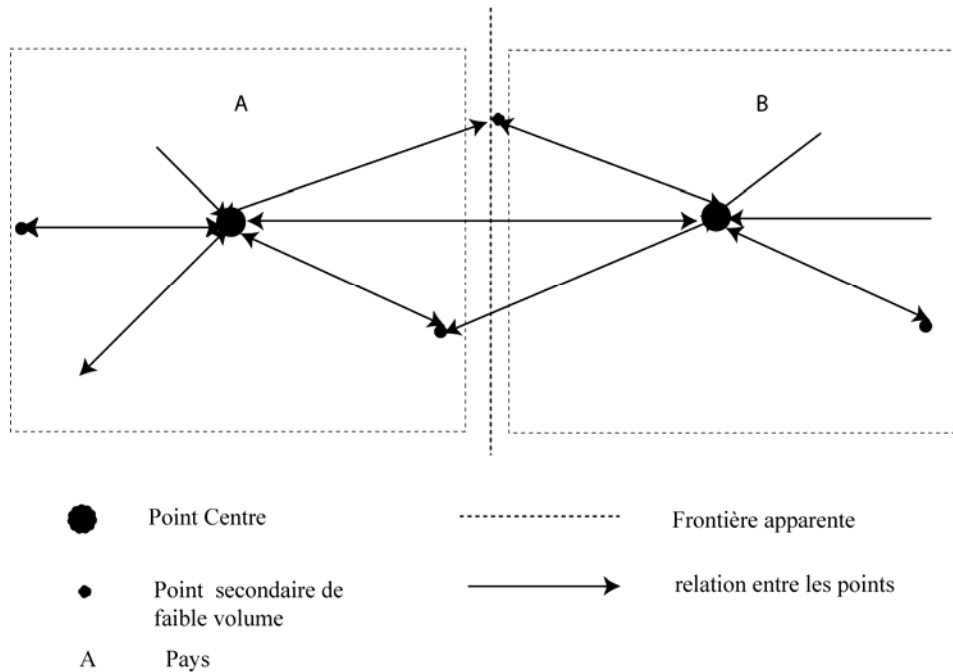 A
B
Point Centre
Frontière apparente
Point secondaire de
faible volume
relation entre les points
A Pays